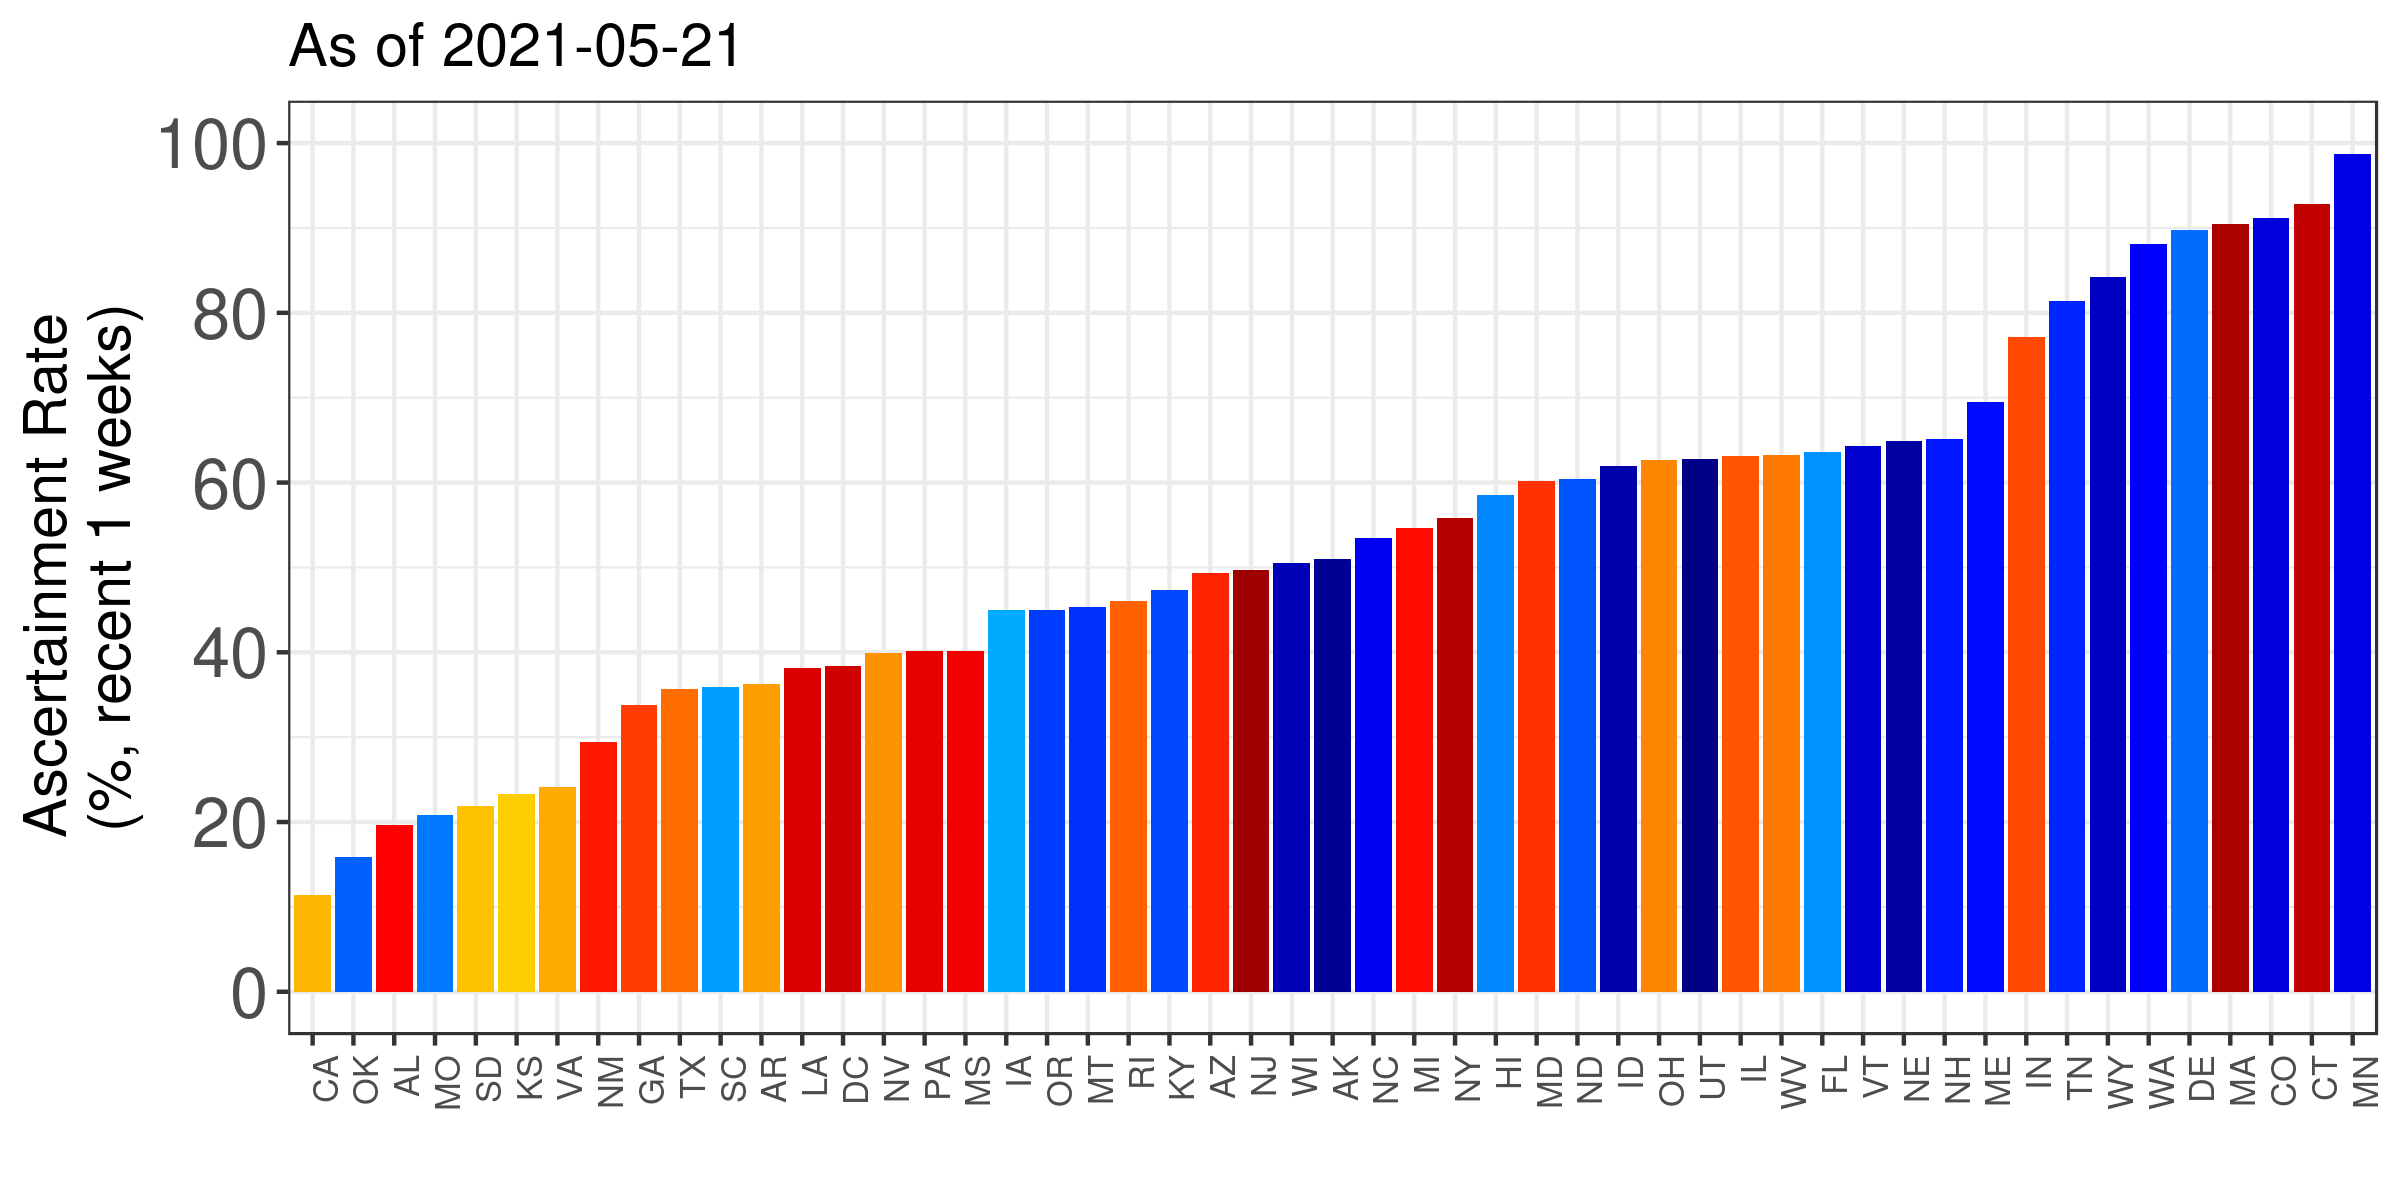 As of 2021-05-21
Ascertainment Rate
(%, recent 1 weeks)
100
80
60
40
20
0
CA OK AL MO SD KS VA NM GA TX SC AR LA DC NV PA MS IA OR MT RI KY AZ NJ WI AK NC MI NY HI MD ND ID OH UT IL WV FL VT NE NH ME IN TN WY WA DE MA CO CT MN